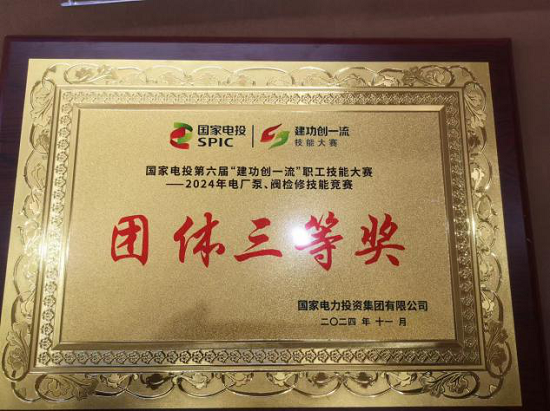 国家电投
SPIC
建功创一流
技能大赛
国家电投第六届“建功创一流”职工技能大赛
——2024年电厂泵、阀检修技能竞赛
团体三等奖
国家电力投资集团有限公司
二〇二四 年 十一 月